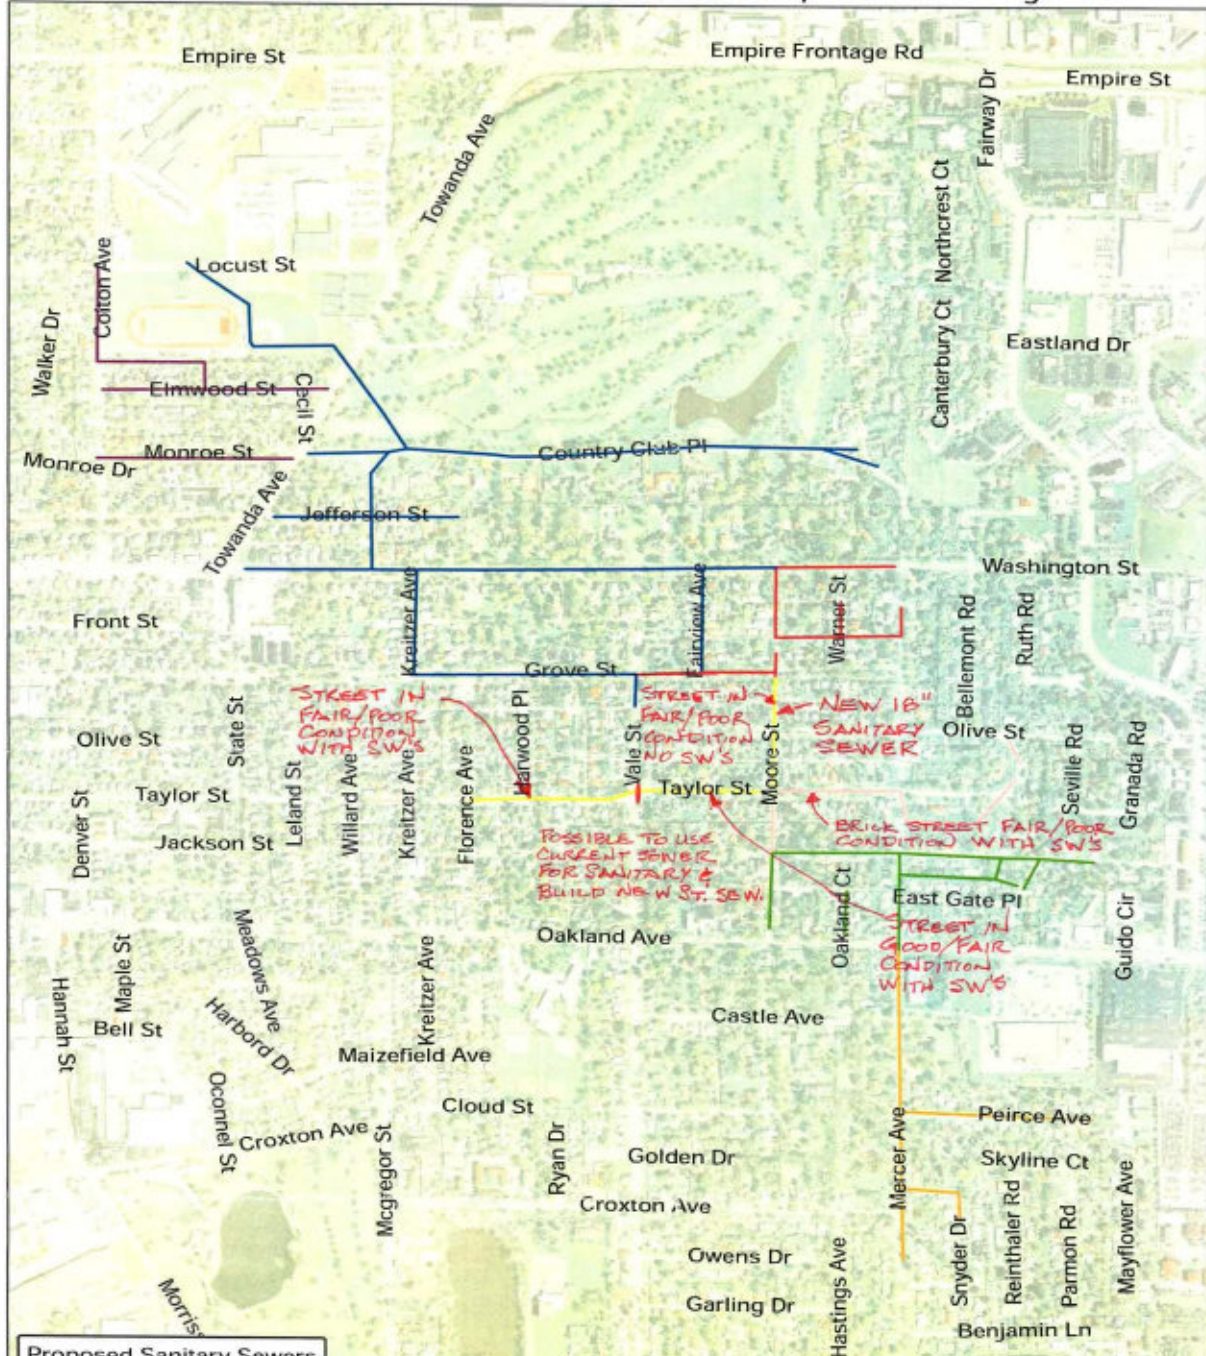 Empire St
Empire Frontage Rd
Empire St
Fairway Dr
Towanda Ave
Northcrest Ct
Canterbury Ct
Locust St
Colton Ave
Walker Dr
Eastland Dr
Elmwood St
Cecil St
Monroe St
Monroe Dr
Country Club Pl
Towanda Ave
Jefferson St
Washington St
Kreitzer Ave
Fairview Ave
Warner St
Bellemont Rd
Ruth Rd
Front St
Grove St
STREET IN
FAIR/POOR
CONDITION
WITH SW'S
STREET IN
FAIR/POOR
CONDITION
NO SW'S
NEW 18"
SANITARY
SEWER
State St
Harwood Pl
Vale St
Moore St
Olive St
Olive St
Seville Rd
Granada Rd
Taylor St
Taylor St
Denver St
Leland St
Willard Ave
Kreitzer Ave
Florence Ave
Jackson St
POSSIBLE TO USE
CURRENT SEWER
FOR SANITARY &
BUILD NEW ST. SEW.
BRICK STREET FAIR/POOR
CONDITION WITH SW'S
East Gate Pl
Oakland Ct
STREET IN
GOOD/FAIR
CONDITION
WITH SW'S
Guido Cir
Oakland Ave
Meadows Ave
Maple St
Hannah St
Bell St
Harbord Dr
Kreitzer Ave
Castle Ave
Maizefield Ave
Cloud St
Oconnel St
Croxton Ave
Mcgregor St
Ryan Dr
Golden Dr
Croxton Ave
Mercer Ave
Peirce Ave
Skyline Ct
Owens Dr
Garling Dr
Hastings Ave
Snyder Dr
Reinthaler Rd
Parmon Rd
Mayflower Ave
Benjamin Ln
Proposed Sanitary Sewers